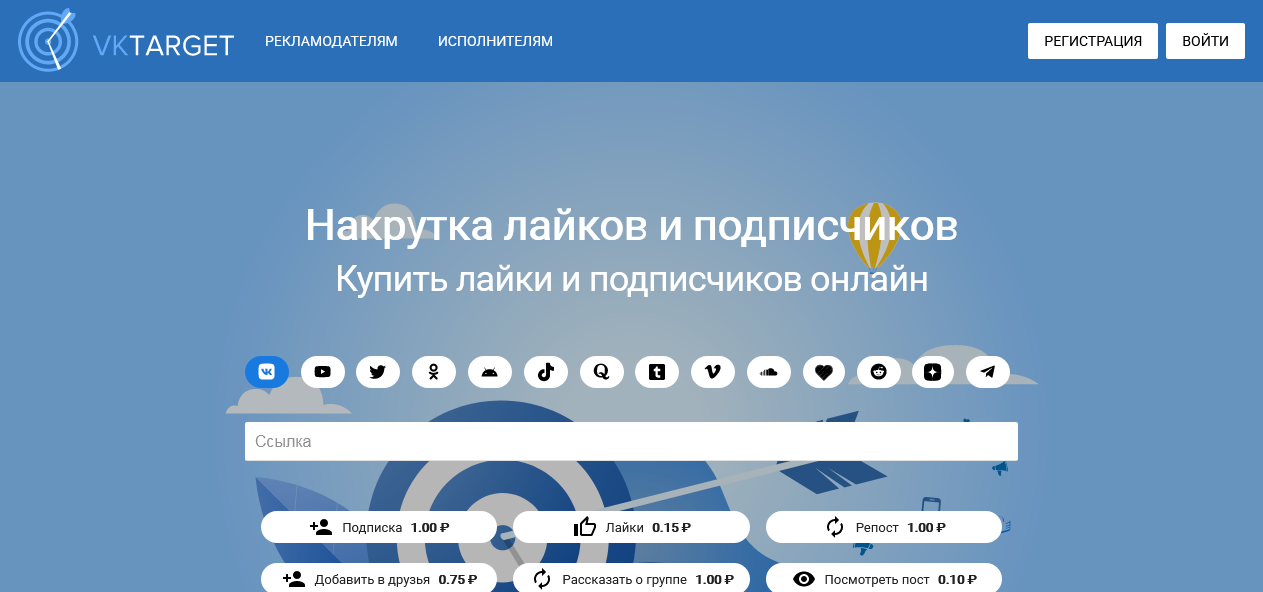 VKTARGET РЕКЛАМОДАТЕЛЯМ ИСПОЛНИТЕЛЯМ РЕГИСТРАЦИЯ ВОЙТИ
Накрутка лайков и подписчиков
Купить лайки и подписчиков онлайн
Ссылка
Подписка 1.00 ₽ Лайки 0.15 ₽ Репост 1.00 ₽
Добавить в друзья 0.75 ₽ Рассказать о группе 1.00 ₽ Посмотреть пост 0.10 ₽